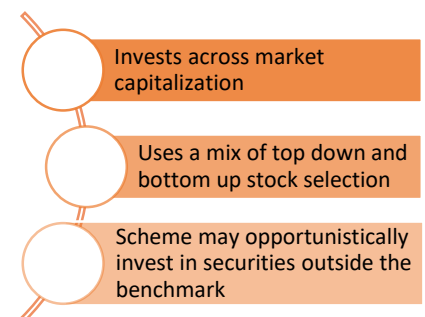 Invests across market
capitalization
Uses a mix of top down and
bottom up stock selection
Scheme may opportunistically
invest in securities outside the
benchmark